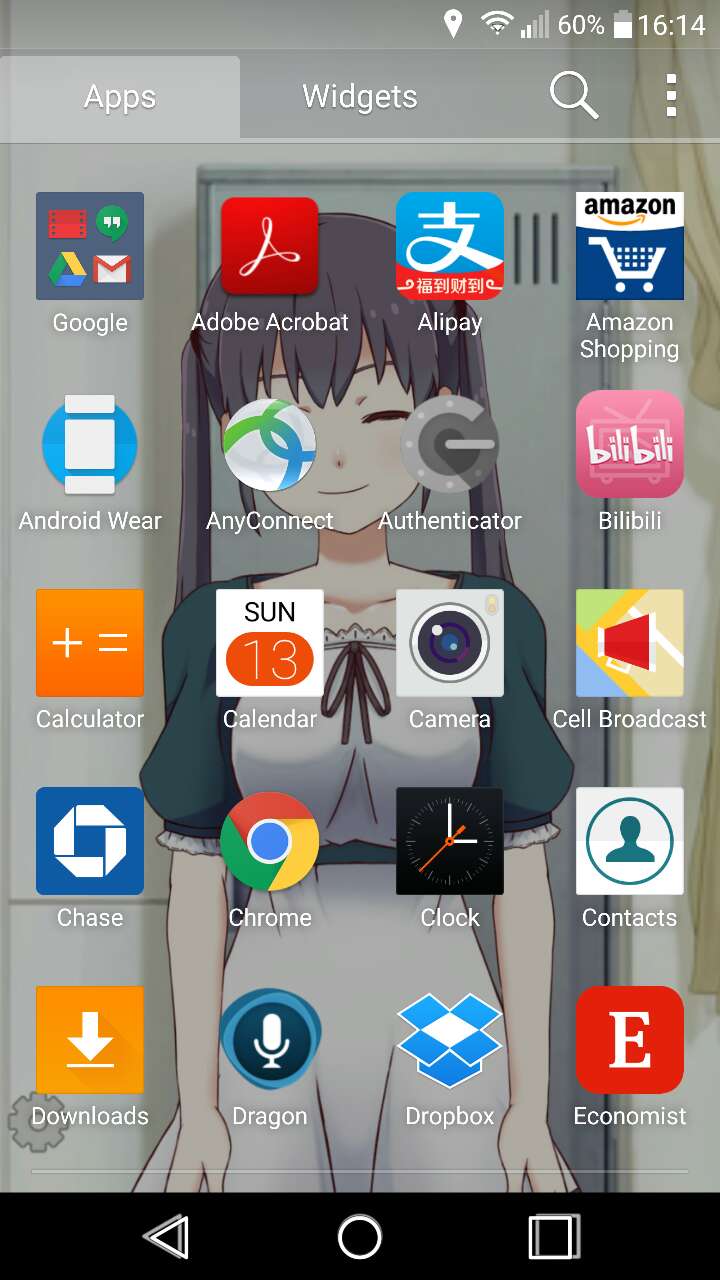 60% 16:14
Apps Widgets
amazon
支
福到财到
Google Adobe Acrobat Alipay Amazon
Shopping
bilibili
Android Wear AnyConnect Authenticator Bilibili
SUN
13
Calculator Calendar Camera Cell Broadcast
Chase Chrome Clock Contacts
E
Downloads Dragon Dropbox Economist